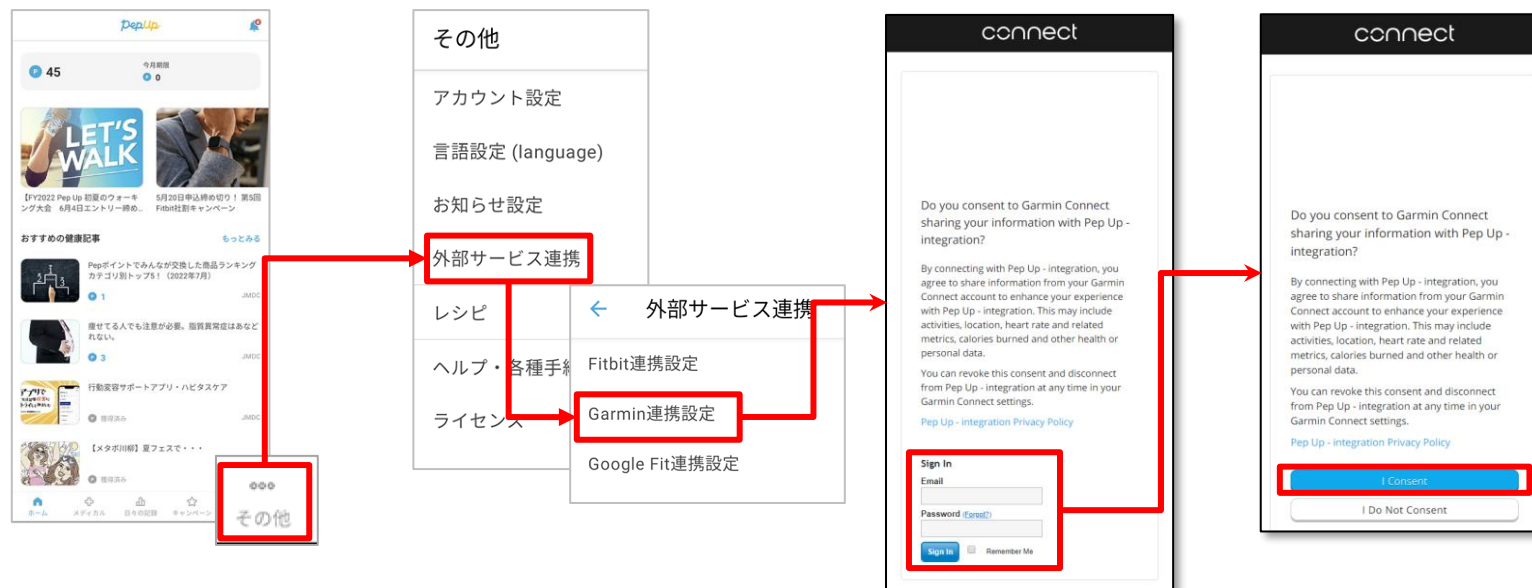 PepUp
P 45
今月期限
P 0
LET'S
WALK
【FY2022 Pep Up 初夏のウォーキ
ング大会 6月4日エントリー締め...
5月20日申込締め切り! 第5回
Fitbit社割キャンペーン
おすすめの健康記事
もっとみる
Pepポイントでみんなが交換した商品ランキング
カテゴリ別トップ5!(2022年7月)
P 1
JMDC
痩せてる人でも注意が必要。脂質異常症はあなど
れない。
P 3
JMDC
行動変容サポートアプリ・ハビタスケア
P 獲得済み
JMDC
【メタボ川柳】夏フェスで・・・
P 獲得済み
ホーム
メディカル
日々の記録
キャンペーン
その他
その他
アカウント設定
言語設定 (language)
お知らせ設定
外部サービス連携
レシピ
ヘルプ・各種手続
ライセンス
← 外部サービス連携
Fitbit連携設定
Garmin連携設定
Google Fit連携設定
connect
Do you consent to Garmin Connect
sharing your information with Pep Up -
integration?
By connecting with Pep Up - integration, you
agree to share information from your Garmin
Connect account to enhance your experience
with Pep Up - integration. This may include
activities, location, heart rate and related
metrics, calories burned and other health or
personal data.
You can revoke this consent and disconnect
from Pep Up - integration at any time in your
Garmin Connect settings.
Pep Up - integration Privacy Policy
Sign In
Email
Password (Forgot?)
Sign In
Remember Me
connect
Do you consent to Garmin Connect
sharing your information with Pep Up -
integration?
By connecting with Pep Up - integration, you
agree to share information from your Garmin
Connect account to enhance your experience
with Pep Up - integration. This may include
activities, location, heart rate and related
metrics, calories burned and other health or
personal data.
You can revoke this consent and disconnect
from Pep Up - integration at any time in your
Garmin Connect settings.
Pep Up - integration Privacy Policy
I Consent
I Do Not Consent